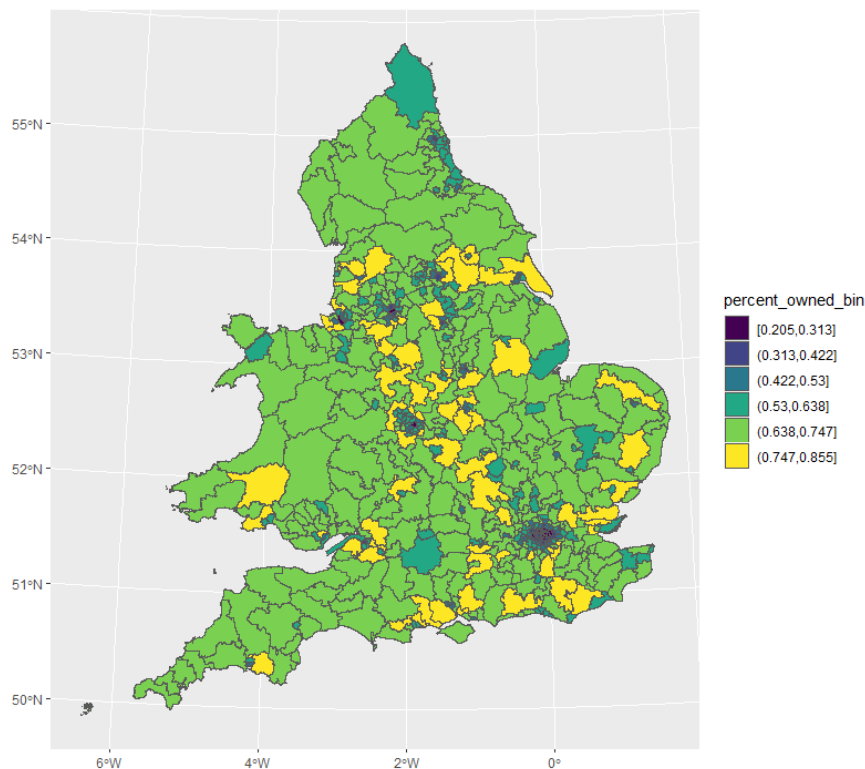 55°N
54°N
53°N
52°N
51°N
50°N
6°W
4°W
2°W
0°
percent_owned_bin
[0.205,0.313]
(0.313,0.422]
(0.422,0.53]
(0.53,0.638]
(0.638,0.747]
(0.747,0.855]